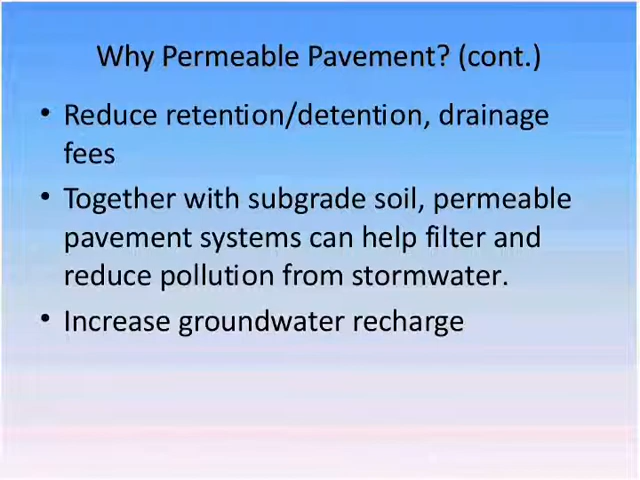 Why Permeable Pavement? (cont.)
• Reduce retention/detention, drainage
fees
• Together with subgrade soil, permeable
pavement systems can help filter and
reduce pollution from stormwater.
• Increase groundwater recharge